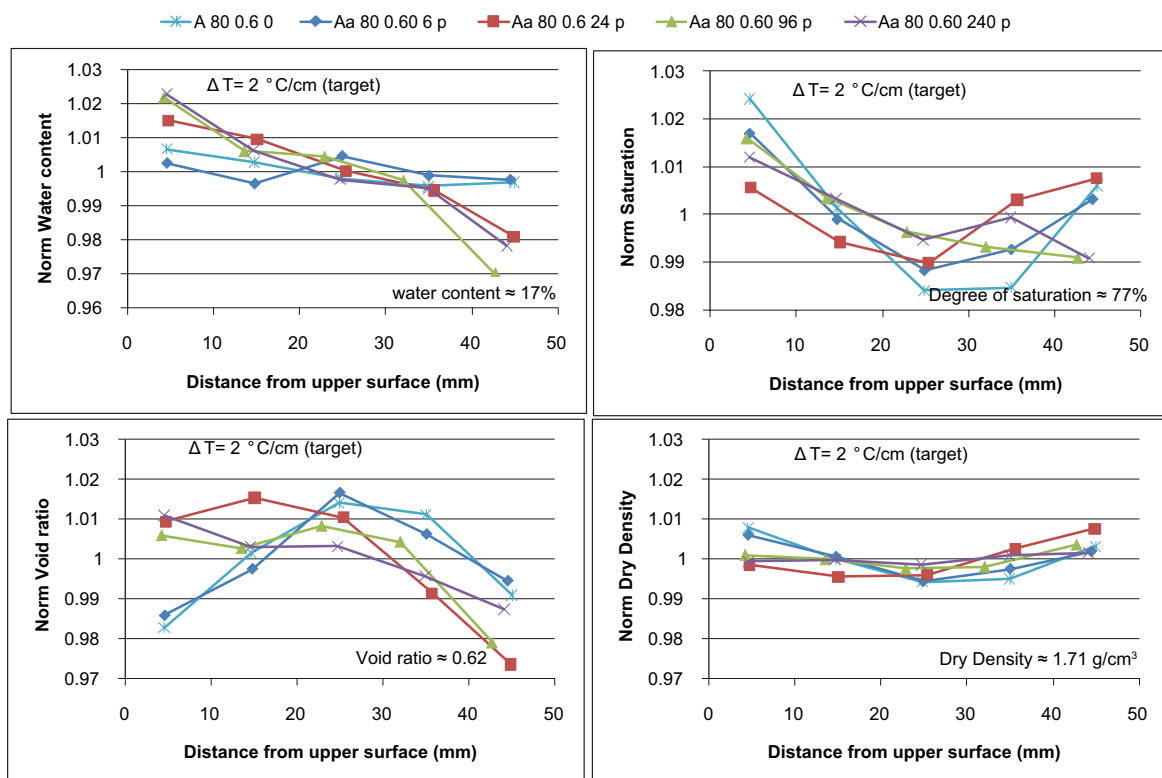 A 80 0.6 0 Aa 80 0.60 6 p Aa 80 0.6 24 p Aa 80 0.60 96 p Aa 80 0.60 240 p
1.03
1.02
1.01
1
0.99
0.98
0.97
0.96
Norm Water content
Δ T= 2 °C/cm (target)
water content ≈ 17%
0 10 20 30 40 50
Distance from upper surface (mm)
1.03
1.02
1.01
1
0.99
0.98
Norm Saturation
Δ T= 2 °C/cm (target)
Degree of saturation ≈ 77%
0 10 20 30 40 50
Distance from upper surface (mm)
1.03
1.02
1.01
1
0.99
0.98
0.97
Norm Void ratio
Δ T= 2 °C/cm (target)
Void ratio ≈ 0.62
0 10 20 30 40 50
Distance from upper surface (mm)
1.03
1.02
1.01
1
0.99
0.98
0.97
Norm Dry Density
Δ T= 2 °C/cm (target)
Dry Density ≈ 1.71 g/cm³
0 10 20 30 40 50
Distance from upper surface (mm)